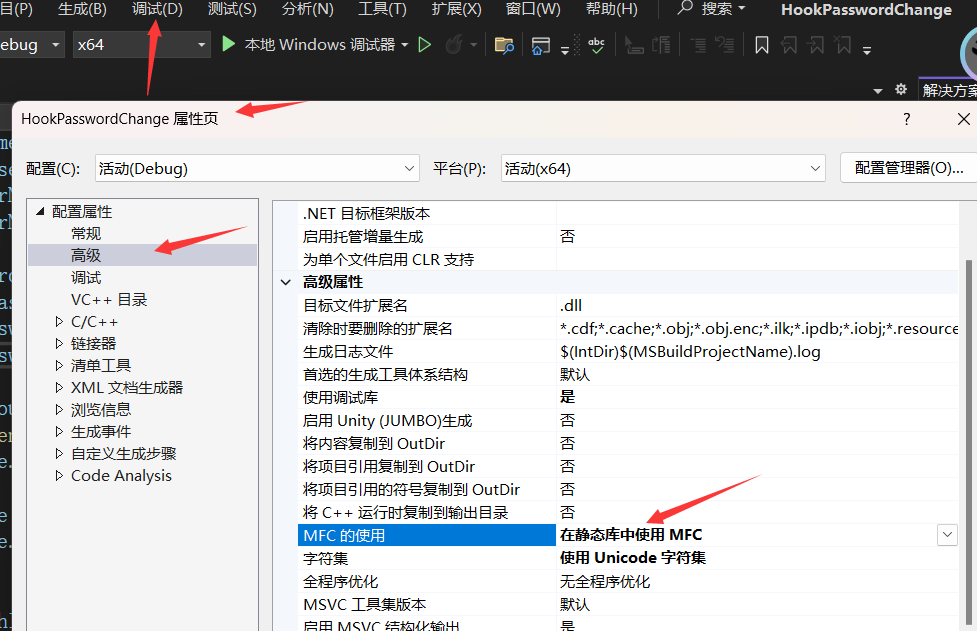 目(P) 生成(B) 调试(D) 测试(S) 分析(N) 工具(T) 扩展(X) 窗口(W) 帮助(H) 搜索 HookPasswordChange
ebug x64 本地 Windows 调试器 abc
解决方案
HookPasswordChange 属性页 ?
配置(C): 活动(Debug) 平台(P): 活动(x64) 配置管理器(O)...
配置属性
常规
高级
调试
VC++ 目录
C/C++
链接器
清单工具
XML 文档生成器
浏览信息
生成事件
自定义生成步骤
Code Analysis
.NET 目标框架版本
启用托管增量生成 否
为单个文件启用 CLR 支持
高级属性
目标文件扩展名 .dll
清除时要删除的扩展名 *.cdf;*.cache;*.obj;*.obj.enc;*.ilk;*.ipdb;*.iobj;*.resource
生成日志文件 $(IntDir)$(MSBuildProjectName).log
首选的生成工具体系结构 默认
使用调试库 是
启用 Unity (JUMBO)生成 否
将内容复制到 OutDir 否
将项目引用复制到 OutDir 否
将项目引用的符号复制到 OutDir 否
将 C++ 运行时复制到输出目录 否
MFC 的使用 在静态库中使用 MFC
字符集 使用 Unicode 字符集
全程序优化 无全程序优化
MSVC 工具集版本 默认
启用 MSVC 结构化输出 是